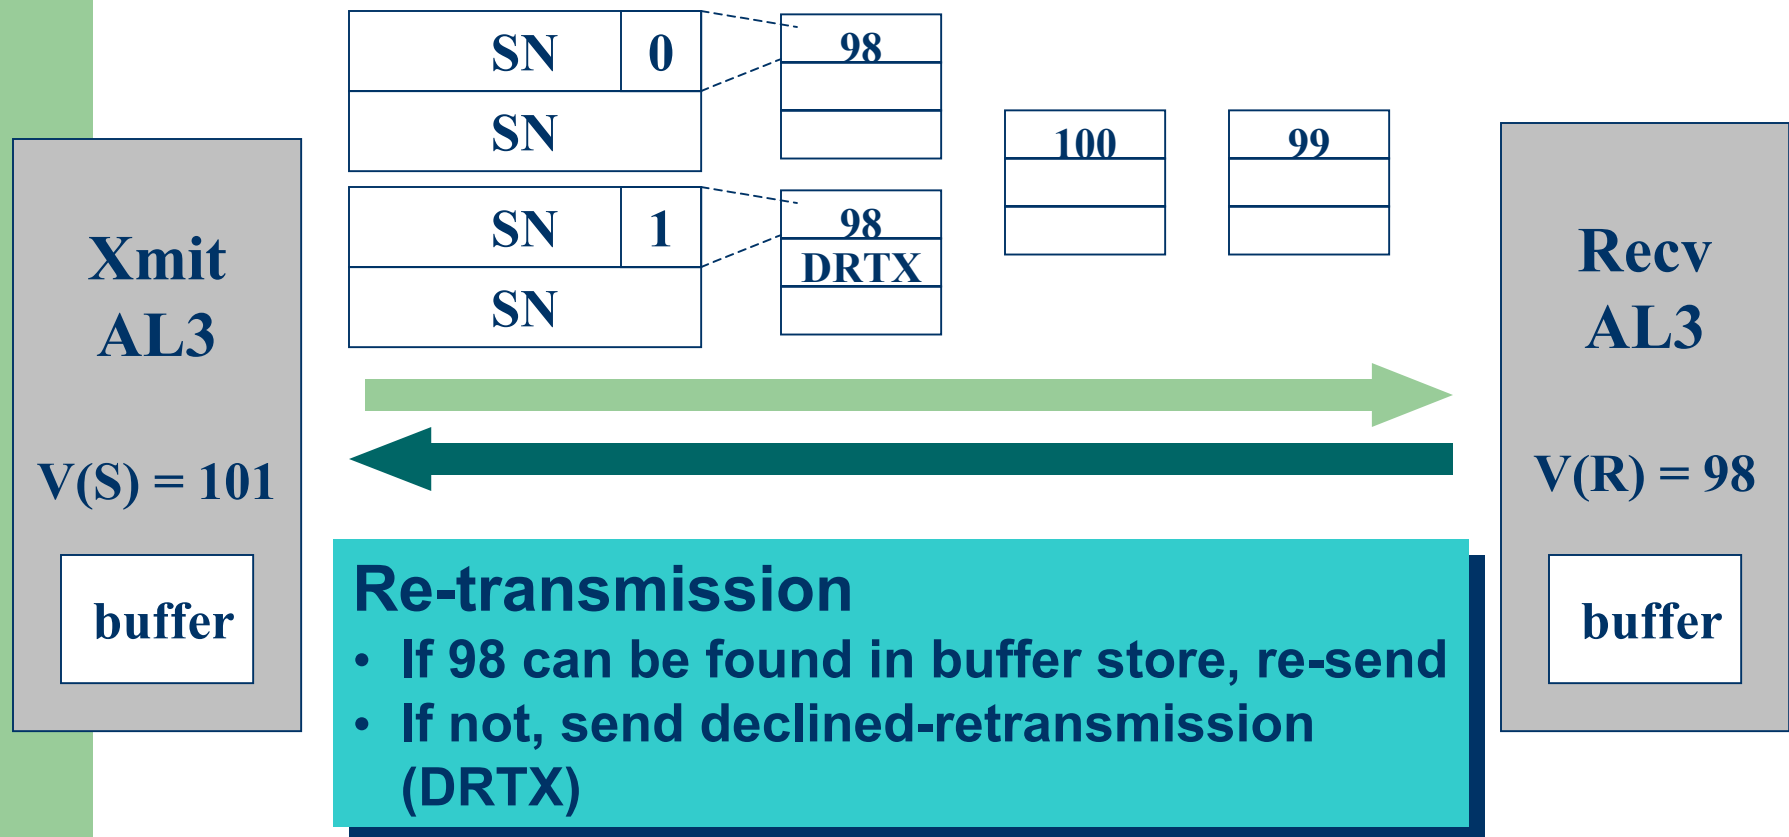 SN 0
SN
98
SN 1
SN
98
DRTX
100
99
Xmit
AL3
V(S) = 101
buffer
Recv
AL3
V(R) = 98
buffer
Re-transmission
• If 98 can be found in buffer store, re-send
• If not, send declined-retransmission
(DRTX)